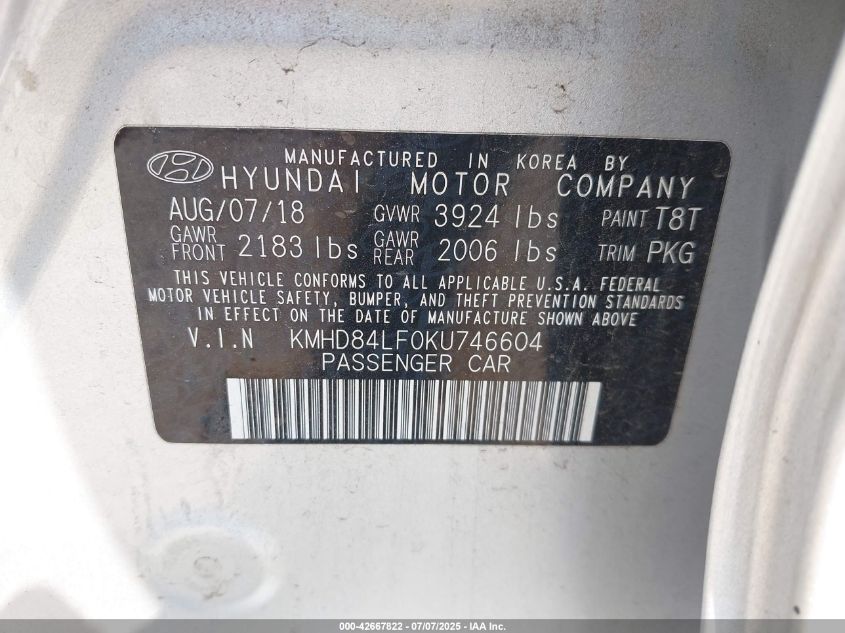 MANUFACTURED IN KOREA BY
HYUNDAI MOTOR COMPANY
AUG/07/18 GVWR 3924 lbs PAINT T8T
GAWR FRONT 2183 lbs GAWR REAR 2006 lbs TRIM PKG
THIS VEHICLE CONFORMS TO ALL APPLICABLE U.S.A. FEDERAL
MOTOR VEHICLE SAFETY, BUMPER, AND THEFT PREVENTION STANDARDS
IN EFFECT ON THE DATE OF MANUFACTURE SHOWN ABOVE
V.I.N KMHD84LF0KU746604
PASSENGER CAR
000-42667822 - 07/07/2025 - IAA Inc.